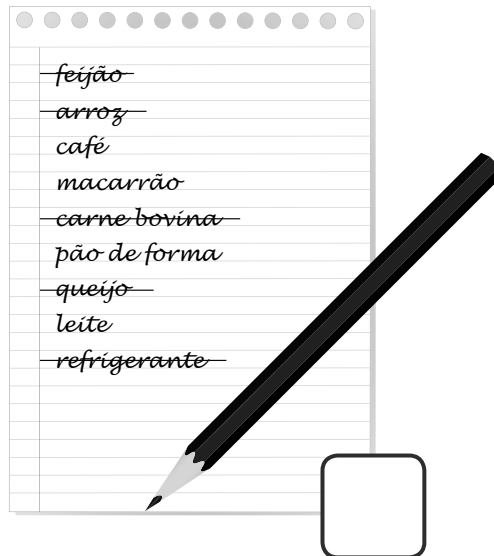 feijão
arroz
café
macarrão
carne bovina
pão de forma
queijo
leite
refrigerante